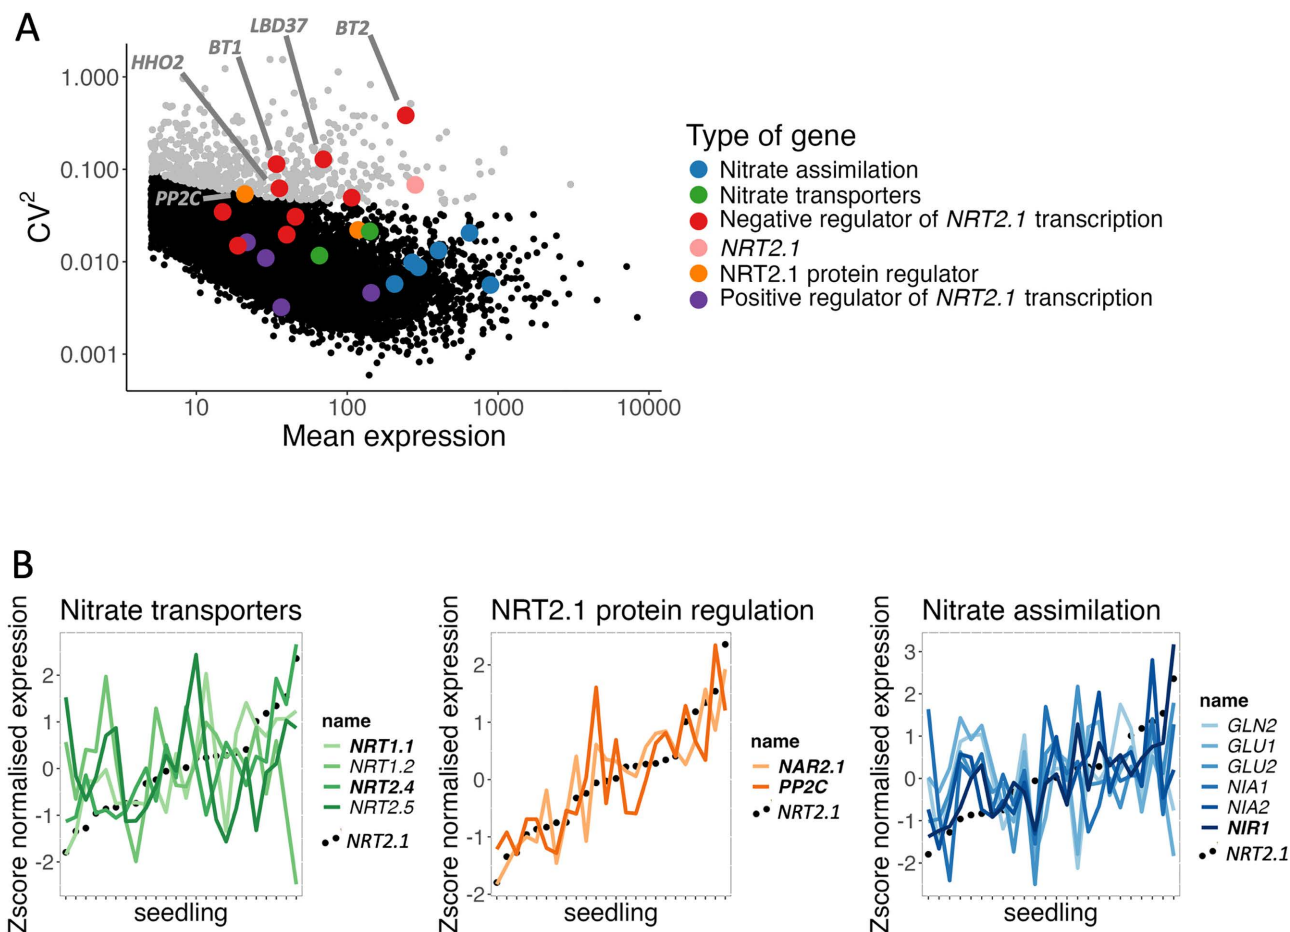 A
HHO2
BT1
LBD37
BT2
PP2C
CV2
1.000
0.100
0.010
0.001
10
100
1000
10000
Mean expression
Type of gene
Nitrate assimilation
Nitrate transporters
Negative regulator of NRT2.1 transcription
NRT2.1
NRT2.1 protein regulator
Positive regulator of NRT2.1 transcription
B
Nitrate transporters
Zscore normalised expression
2
1
0
-1
-2
seedling
name
NRT1.1
NRT1.2
NRT2.4
NRT2.5
NRT2.1
NRT2.1 protein regulation
Zscore normalised expression
2
1
0
-1
-2
seedling
name
NAR2.1
PP2C
NRT2.1
Nitrate assimilation
Zscore normalised expression
3
2
1
0
-1
-2
seedling
name
GLN2
GLU1
GLU2
NIA1
NIA2
NIR1
NRT2.1